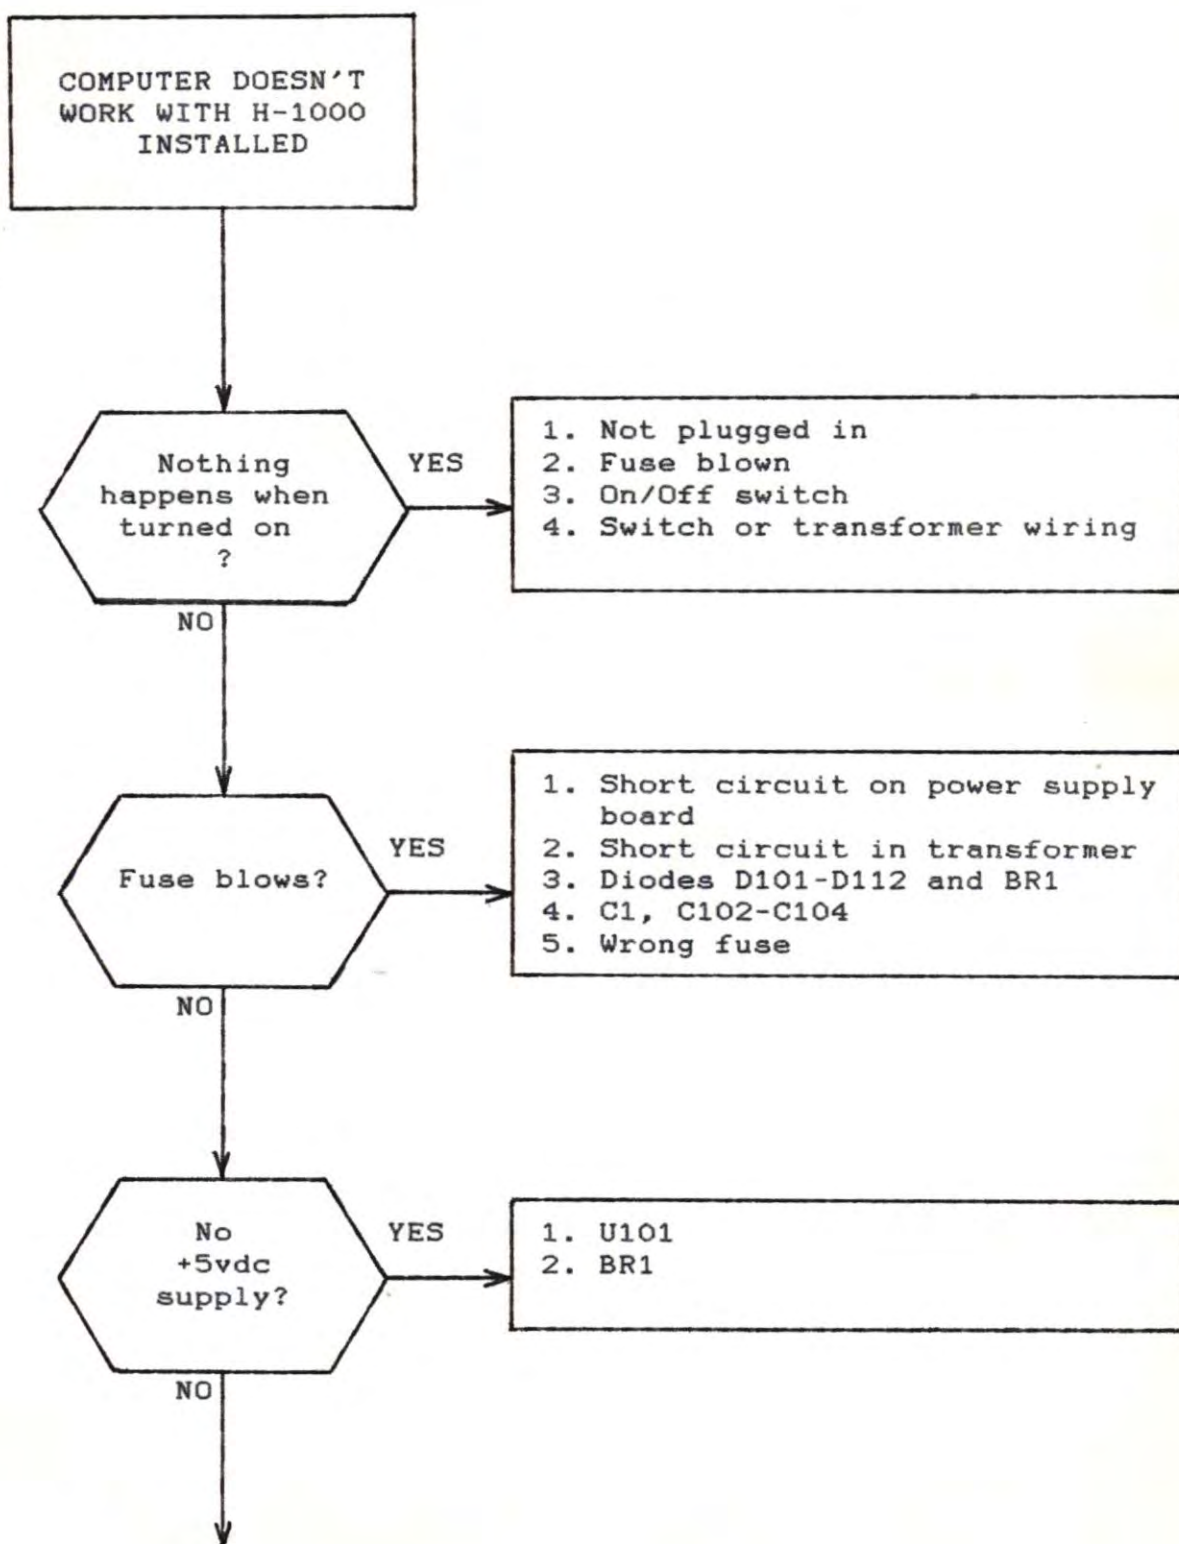 COMPUTER DOESN'T
WORK WITH H-1000
INSTALLED
Nothing
happens when
turned on
?
YES
1. Not plugged in
2. Fuse blown
3. On/Off switch
4. Switch or transformer wiring
NO
Fuse blows?
YES
1. Short circuit on power supply
board
2. Short circuit in transformer
3. Diodes D101-D112 and BR1
4. C1, C102-C104
5. Wrong fuse
NO
No
+5vdc
supply?
YES
1. U101
2. BR1
NO